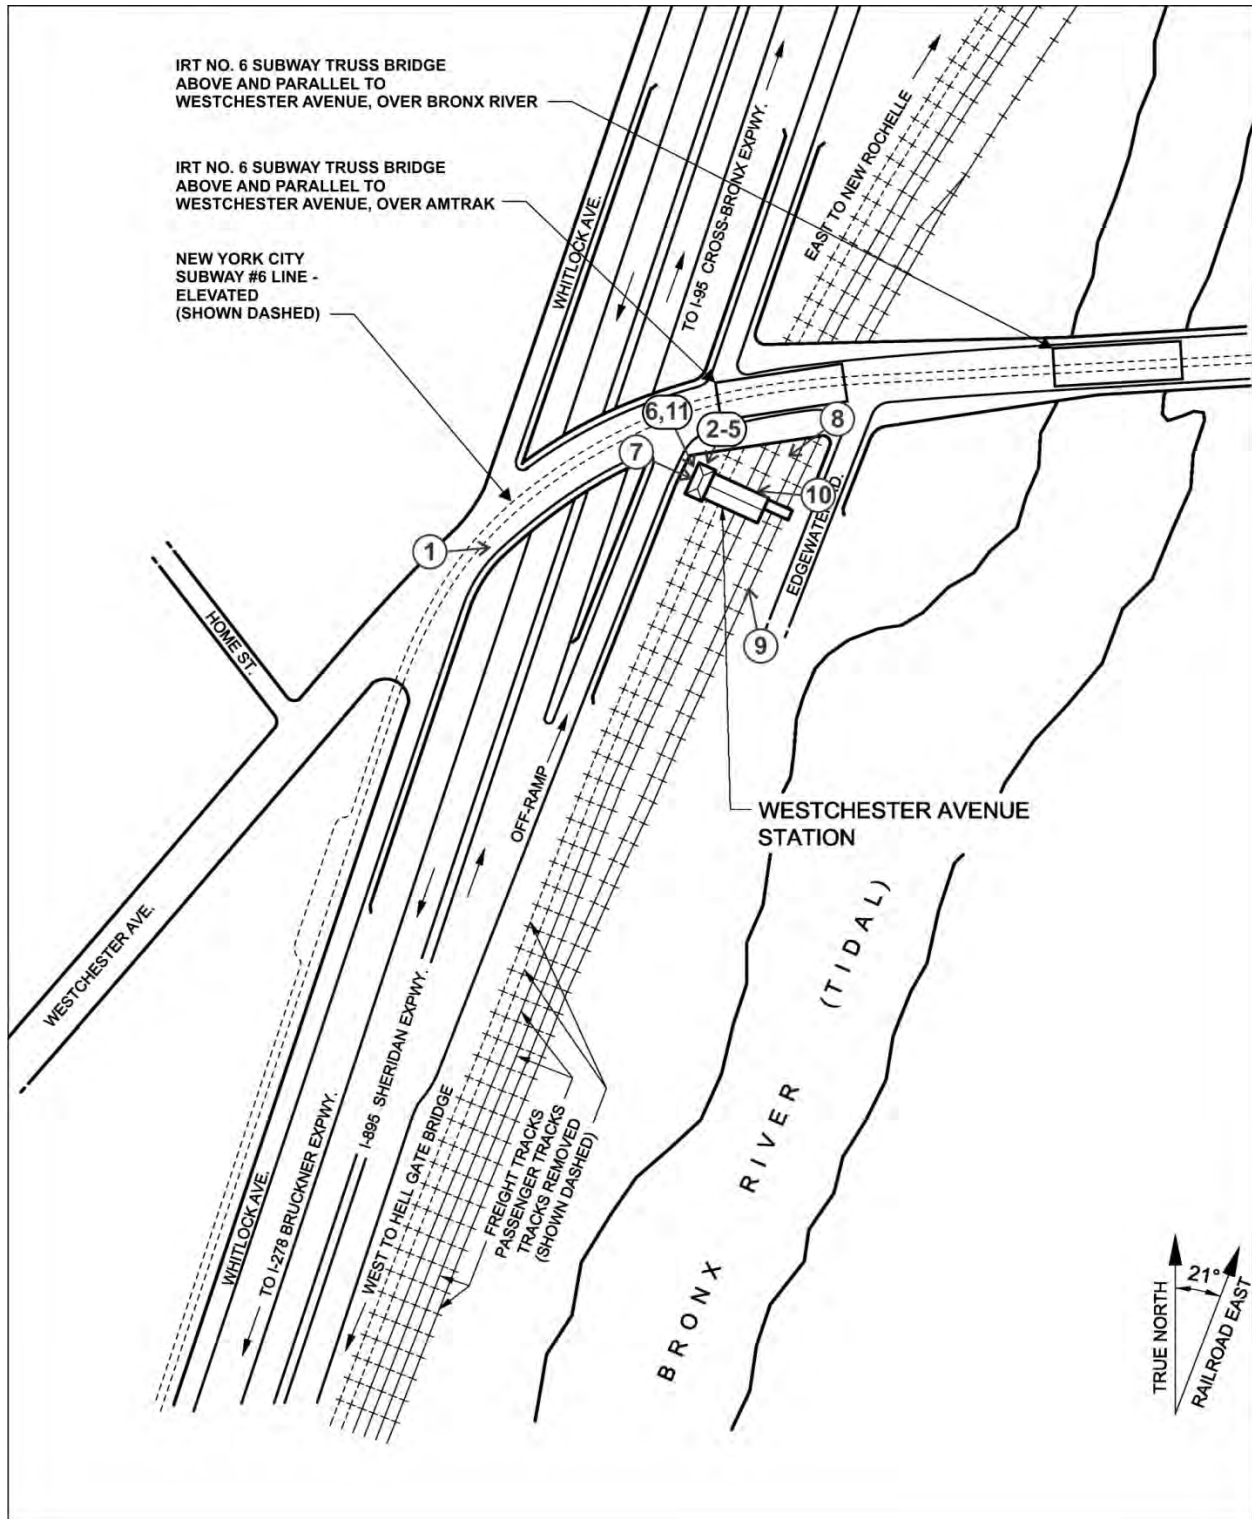 IRT NO. 6 SUBWAY TRUSS BRIDGE
ABOVE AND PARALLEL TO
WESTCHESTER AVENUE, OVER BRONX RIVER
IRT NO. 6 SUBWAY TRUSS BRIDGE
ABOVE AND PARALLEL TO
WESTCHESTER AVENUE, OVER AMTRAK
NEW YORK CITY
SUBWAY #6 LINE -
ELEVATED
(SHOWN DASHED)
WHITLOCK AVE.
TO I-95 CROSS-BRONX EXPWY.
EAST TO NEW ROCHELLE
6,11
2-5
8
7
10
1
EDGEWATER RD.
9
HOME ST.
OFF-RAMP
WESTCHESTER AVENUE
STATION
WESTCHESTER AVE.
I-895 SHERIDAN EXPWY.
WHITLOCK AVE.
TO I-278 BRUCKNER EXPWY.
WEST TO HELL GATE BRIDGE
FREIGHT TRACKS
PASSENGER TRACKS
TRACKS REMOVED
(SHOWN DASHED)
BRONX RIVER (TIDAL)
TRUE NORTH
21°
RAILROAD EAST